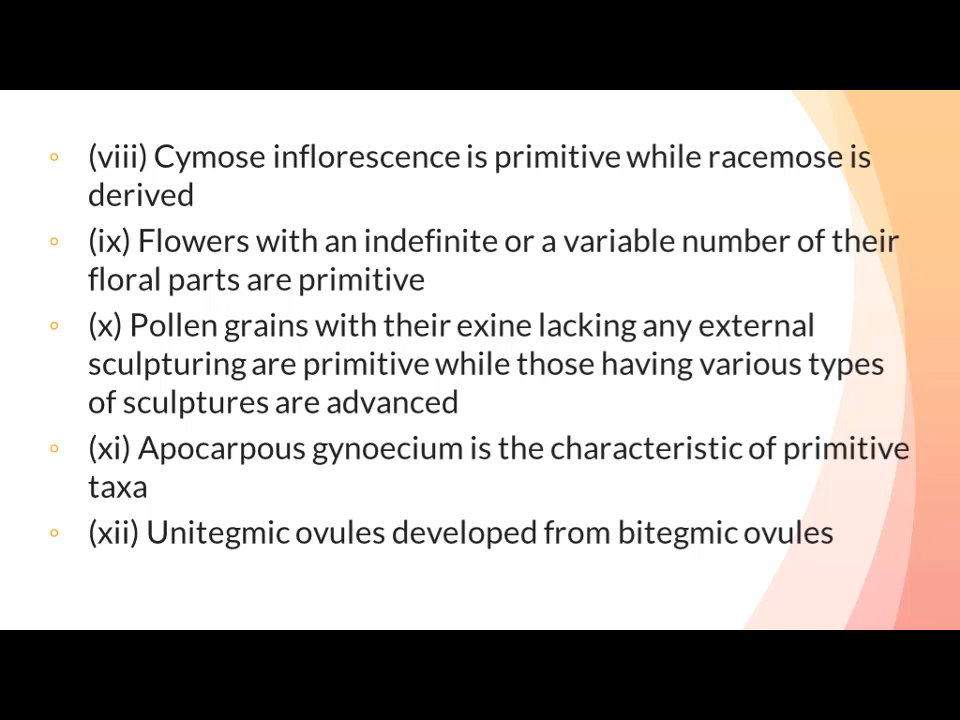 (viii) Cymose inflorescence is primitive while racemose is
derived
(ix) Flowers with an indefinite or a variable number of their
floral parts are primitive
(x) Pollen grains with their exine lacking any external
sculpturing are primitive while those having various types
of sculptures are advanced
(xi) Apocarpous gynoecium is the characteristic of primitive
taxa
(xii) Unitegmic ovules developed from bitegmic ovules